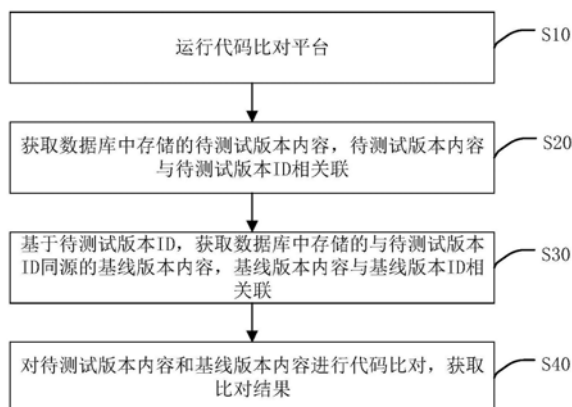 运行代码比对平台
S10
获取数据库中存储的待测试版本内容，待测试版本内容
与待测试版本ID相关联
S20
基于待测试版本ID，获取数据库中存储的与待测试版本
ID同源的基线版本内容，基线版本内容与基线版本ID相
关联
S30
对待测试版本内容和基线版本内容进行代码比对，获取
比对结果
S40